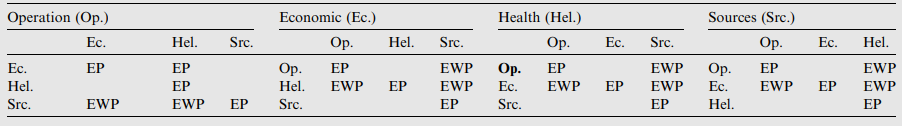 Operation (Op.) Economic (Ec.) Health (Hel.) Sources (Src.)
Ec. Hel. Src. Op. Hel. Src. Op. Ec. Src. Op. Ec. Hel.
Ec. EP EP Op. EP EWP Op. EP EWP Op. EP EWP
Hel. EP Hel. EWP EP EWP Ec. EWP EP EWP Ec. EWP EP EWP
Src. EWP EWP EP Src. EP Src. EP Hel. EP